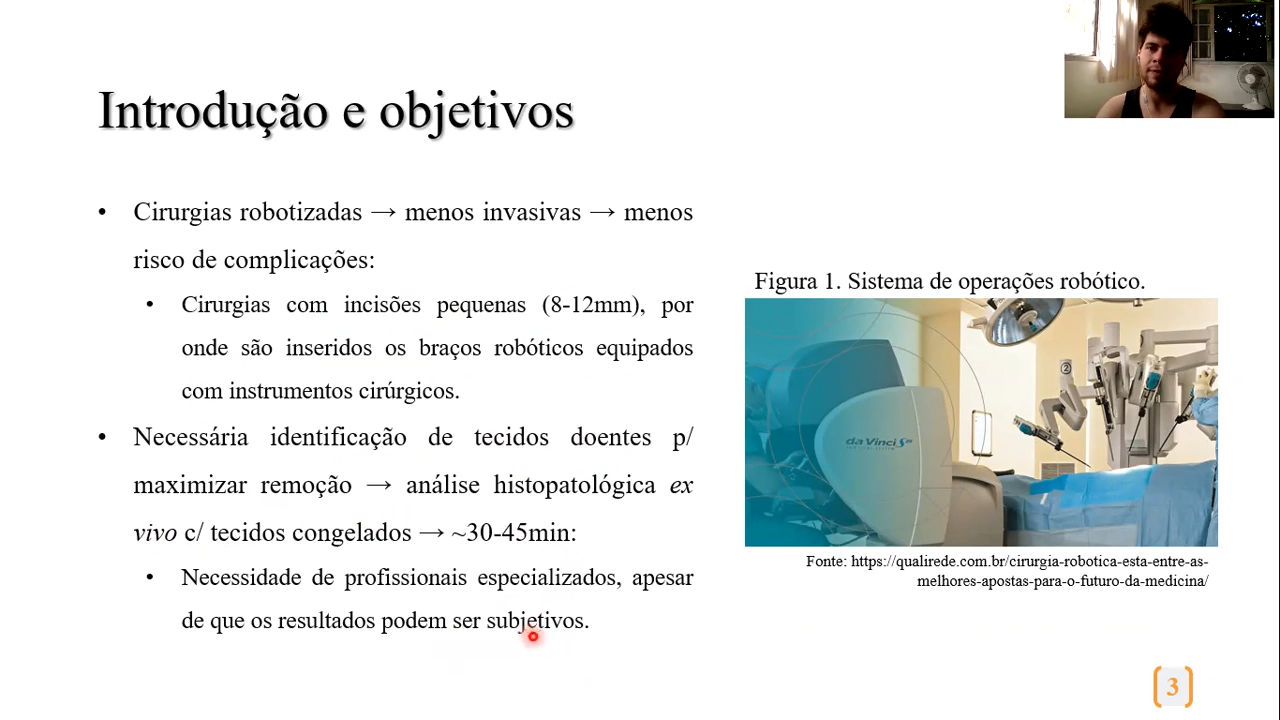 Introdução e objetivos
• Cirurgias robotizadas → menos invasivas → menos
risco de complicações:
• Cirurgias com incisões pequenas (8-12mm), por
onde são inseridos os braços robóticos equipados
com instrumentos cirúrgicos.
• Necessária identificação de tecidos doentes p/
maximizar remoção → análise histopatológica ex
vivo c/ tecidos congelados → ~30-45min:
• Necessidade de profissionais especializados, apesar
de que os resultados podem ser subjetivos.
Figura 1. Sistema de operações robótico.
2
da Vinci S
Fonte: https://qualirede.com.br/cirurgia-robotica-esta-entre-as-
melhores-apostas-para-o-futuro-da-medicina/
3